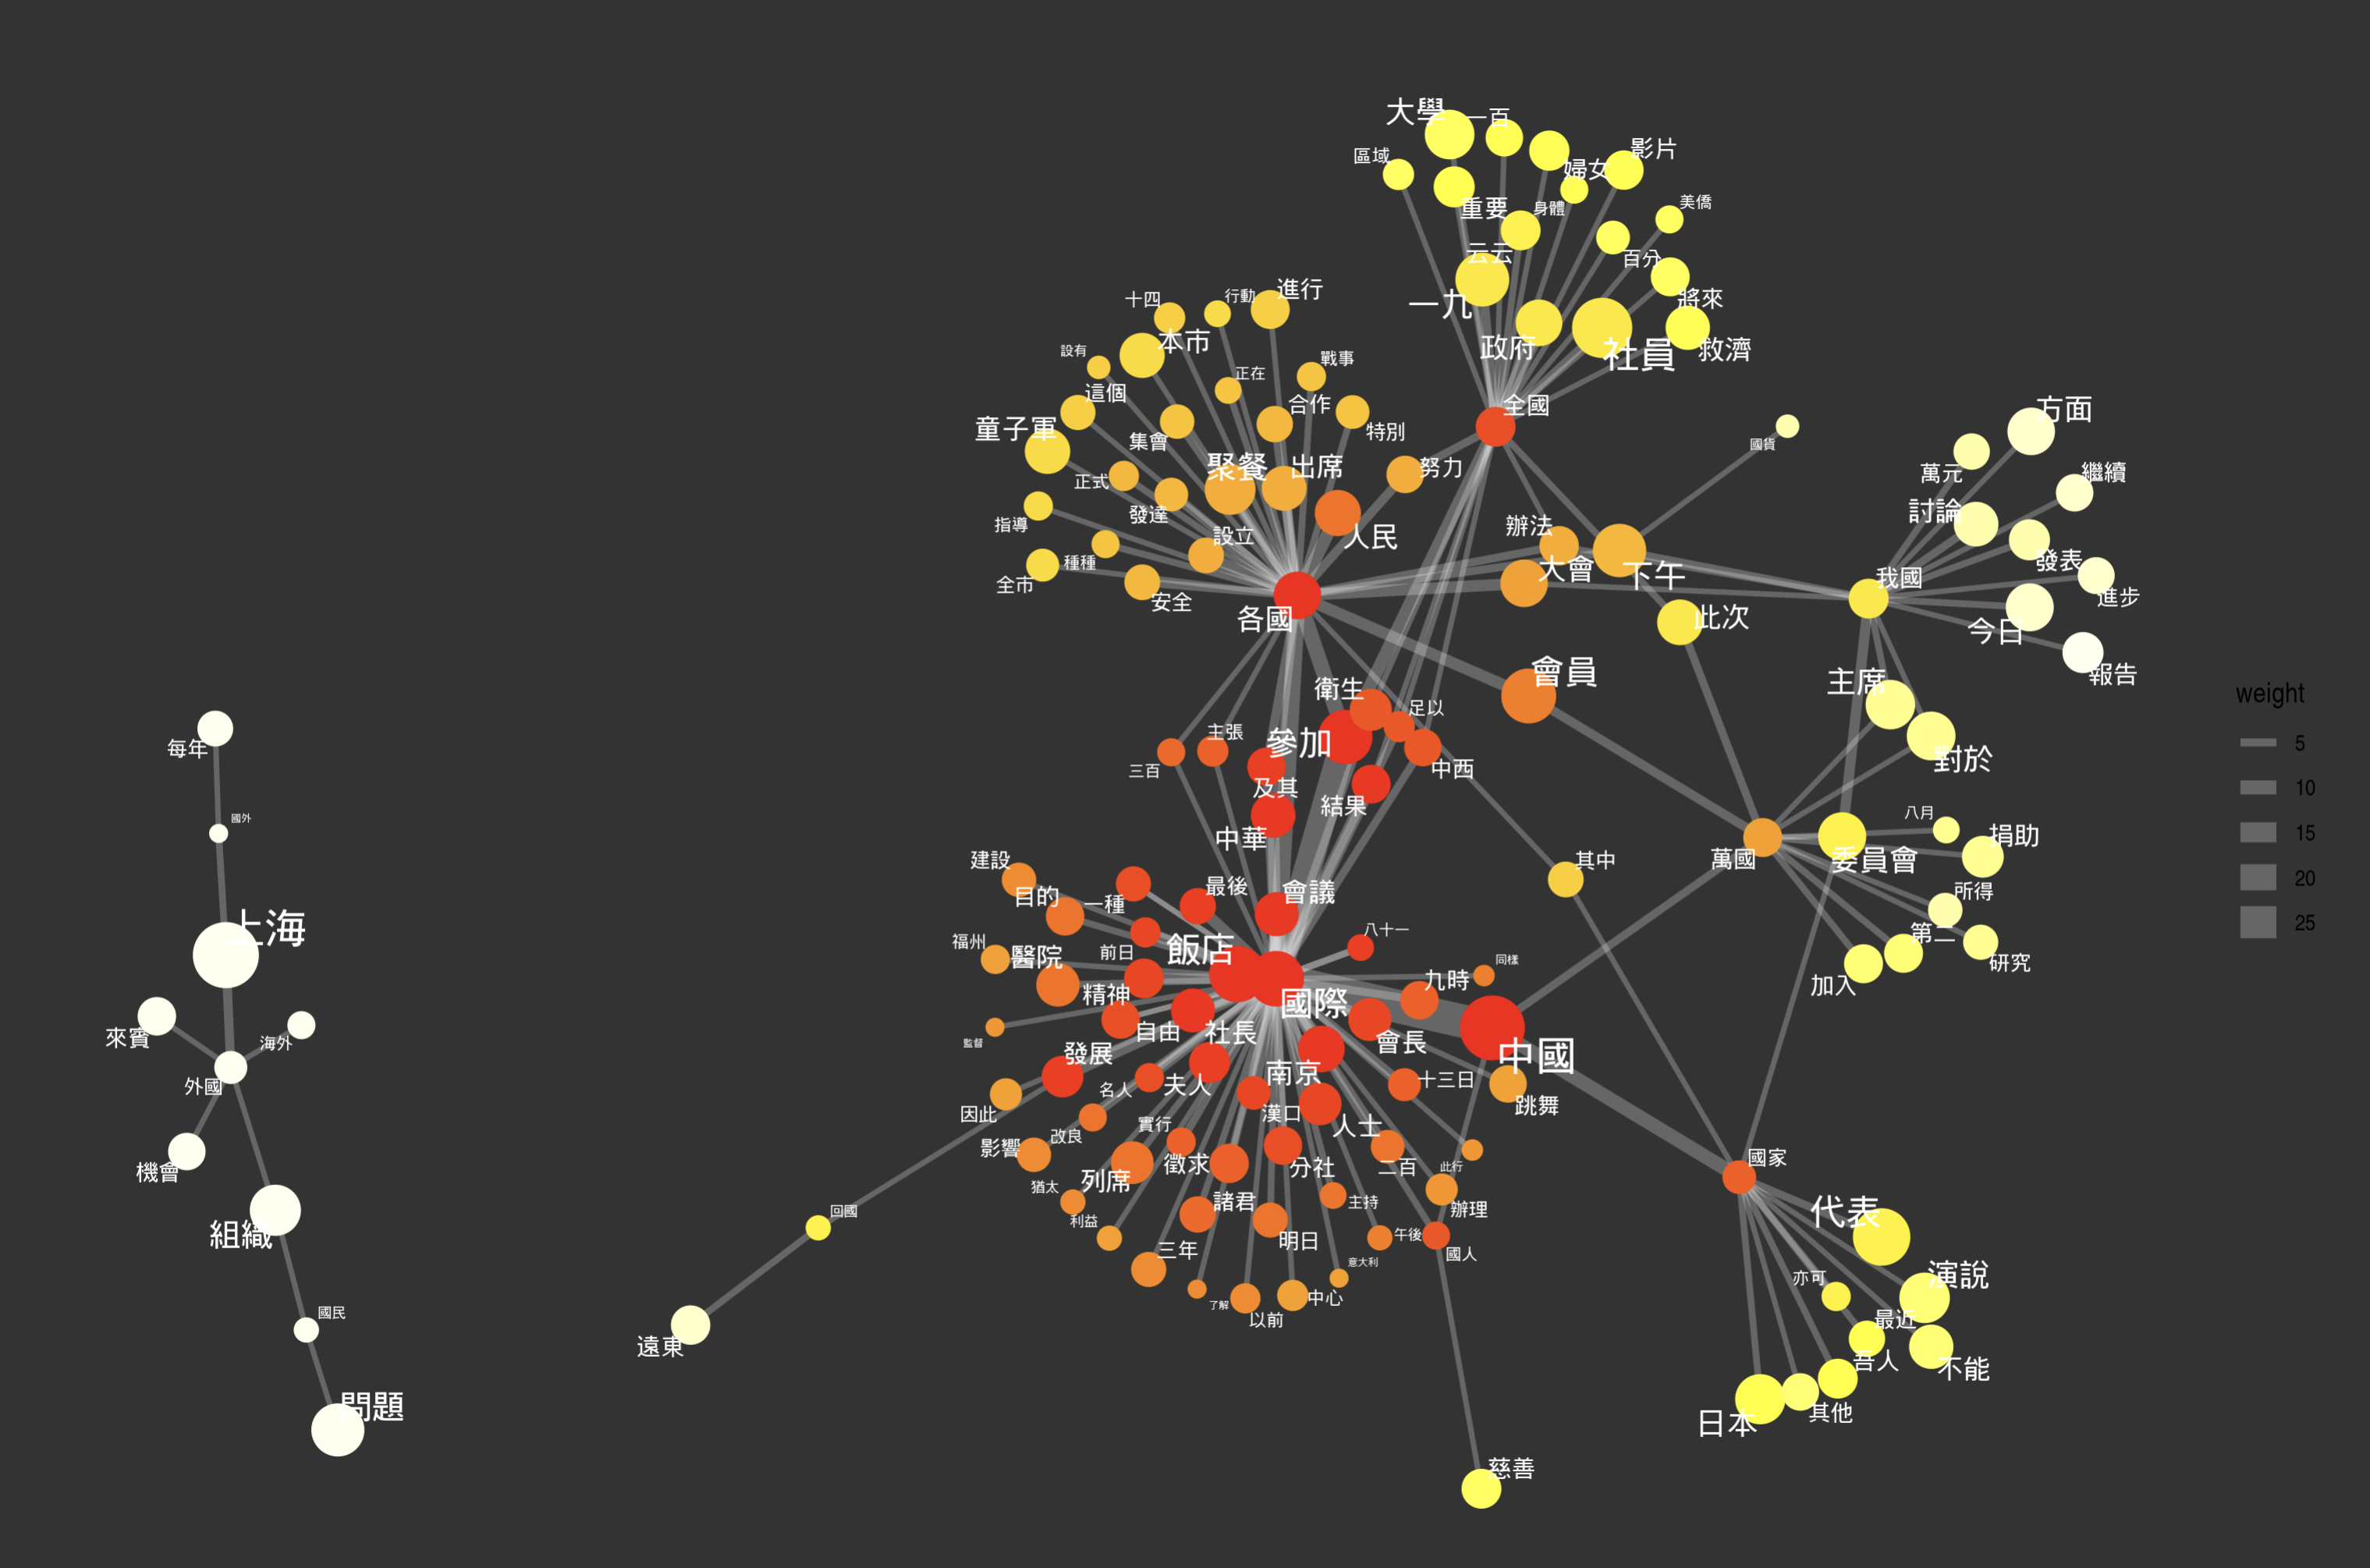 大學
一百
區域
影片
婦女
重要
身體
美僑
云云
百分
一九
將來
政府
社員
救濟
全國
十四
行動
進行
設有
本市
戰事
正在
這個
合作
童子軍
集會
特別
聚餐
出席
努力
正式
發達
指導
設立
人民
種種
全市
安全
各國
國貨
方面
萬元
繼續
討論
辦法
發表
大會
下午
我國
進步
此次
今日
報告
會員
主席
對於
衛生
足以
主張
參加
三百
中西
及其
結果
中華
weight
5
10
15
20
25
八月
捐助
萬國
委員會
其中
所得
第二
研究
加入
每年
國外
上海
來賓
海外
外國
機會
組織
國民
問題
建設
目的
一種
最後
會議
福州
醫院
前日
飯店
八十一
同樣
九時
精神
國際
監督
自由
社長
會長
中國
發展
南京
因此
名人
夫人
十三日
跳舞
漢口
影響
改良
實行
人士
徵求
分社
二百
此行
猶太
列席
諸君
主持
辦理
利益
三年
明日
午後
國人
意大利
了解
以前
中心
回國
遠東
國家
代表
演說
亦可
最近
吾人
不能
日本
其他
慈善